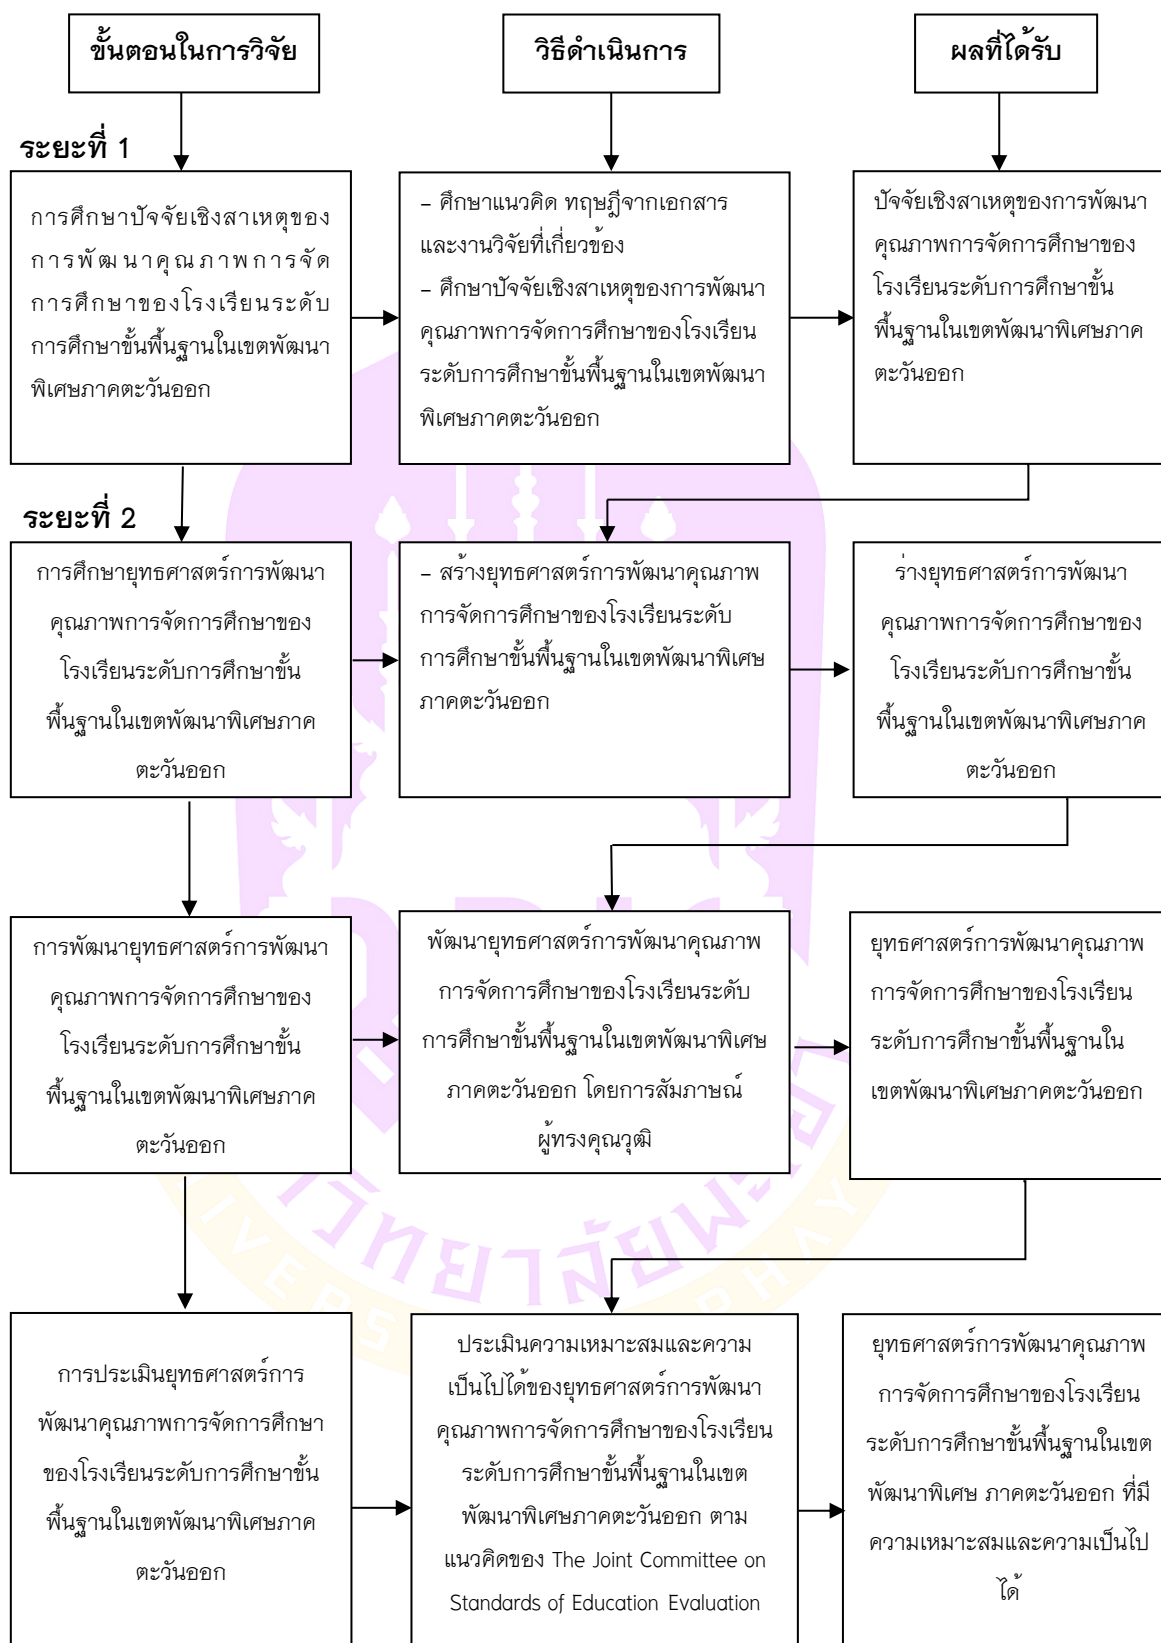 ขั้นตอนในการวิจัย
วิธีดำเนินการ
ผลที่ได้รับ
ระยะที่ 1
การศึกษาปัจจัยเชิงสาเหตุของ
การพัฒนาคุณภาพการจัด
การศึกษาของโรงเรียนระดับ
การศึกษาขั้นพื้นฐานในเขตพัฒนา
พิเศษภาคตะวันออก
– ศึกษาแนวคิด ทฤษฎีจากเอกสาร
และงานวิจัยที่เกี่ยวข้อง
– ศึกษาปัจจัยเชิงสาเหตุของการพัฒนา
คุณภาพการจัดการศึกษาของโรงเรียน
ระดับการศึกษาขั้นพื้นฐานในเขตพัฒนา
พิเศษภาคตะวันออก
ปัจจัยเชิงสาเหตุของการพัฒนา
คุณภาพการจัดการศึกษาของ
โรงเรียนระดับการศึกษาขั้น
พื้นฐานในเขตพัฒนาพิเศษภาค
ตะวันออก
ระยะที่ 2
การศึกษายุทธศาสตร์การพัฒนา
คุณภาพการจัดการศึกษาของ
โรงเรียนระดับการศึกษาขั้น
พื้นฐานในเขตพัฒนาพิเศษภาค
ตะวันออก
– สร้างยุทธศาสตร์การพัฒนาคุณภาพ
การจัดการศึกษาของโรงเรียนระดับ
การศึกษาขั้นพื้นฐานในเขตพัฒนาพิเศษ
ภาคตะวันออก
ร่างยุทธศาสตร์การพัฒนา
คุณภาพการจัดการศึกษาของ
โรงเรียนระดับการศึกษาขั้น
พื้นฐานในเขตพัฒนาพิเศษภาค
ตะวันออก
การพัฒนายุทธศาสตร์การพัฒนา
คุณภาพการจัดการศึกษาของ
โรงเรียนระดับการศึกษาขั้น
พื้นฐานในเขตพัฒนาพิเศษภาค
ตะวันออก
พัฒนายุทธศาสตร์การพัฒนาคุณภาพ
การจัดการศึกษาของโรงเรียนระดับ
การศึกษาขั้นพื้นฐานในเขตพัฒนาพิเศษ
ภาคตะวันออก โดยการสัมภาษณ์
ผู้ทรงคุณวุฒิ
ยุทธศาสตร์การพัฒนาคุณภาพ
การจัดการศึกษาของโรงเรียน
ระดับการศึกษาขั้นพื้นฐานใน
เขตพัฒนาพิเศษภาคตะวันออก
การประเมินยุทธศาสตร์การ
พัฒนาคุณภาพการจัดการศึกษา
ของโรงเรียนระดับการศึกษาขั้น
พื้นฐานในเขตพัฒนาพิเศษภาค
ตะวันออก
ประเมินความเหมาะสมและความ
เป็นไปได้ของยุทธศาสตร์การพัฒนา
คุณภาพการจัดการศึกษาของโรงเรียน
ระดับการศึกษาขั้นพื้นฐานในเขต
พัฒนาพิเศษภาคตะวันออก ตาม
แนวคิดของ The Joint Committee on
Standards of Education Evaluation
ยุทธศาสตร์การพัฒนาคุณภาพ
การจัดการศึกษาของโรงเรียน
ระดับการศึกษาขั้นพื้นฐานในเขต
พัฒนาพิเศษ ภาคตะวันออก ที่มี
ความเหมาะสมและความเป็นไป
ได้